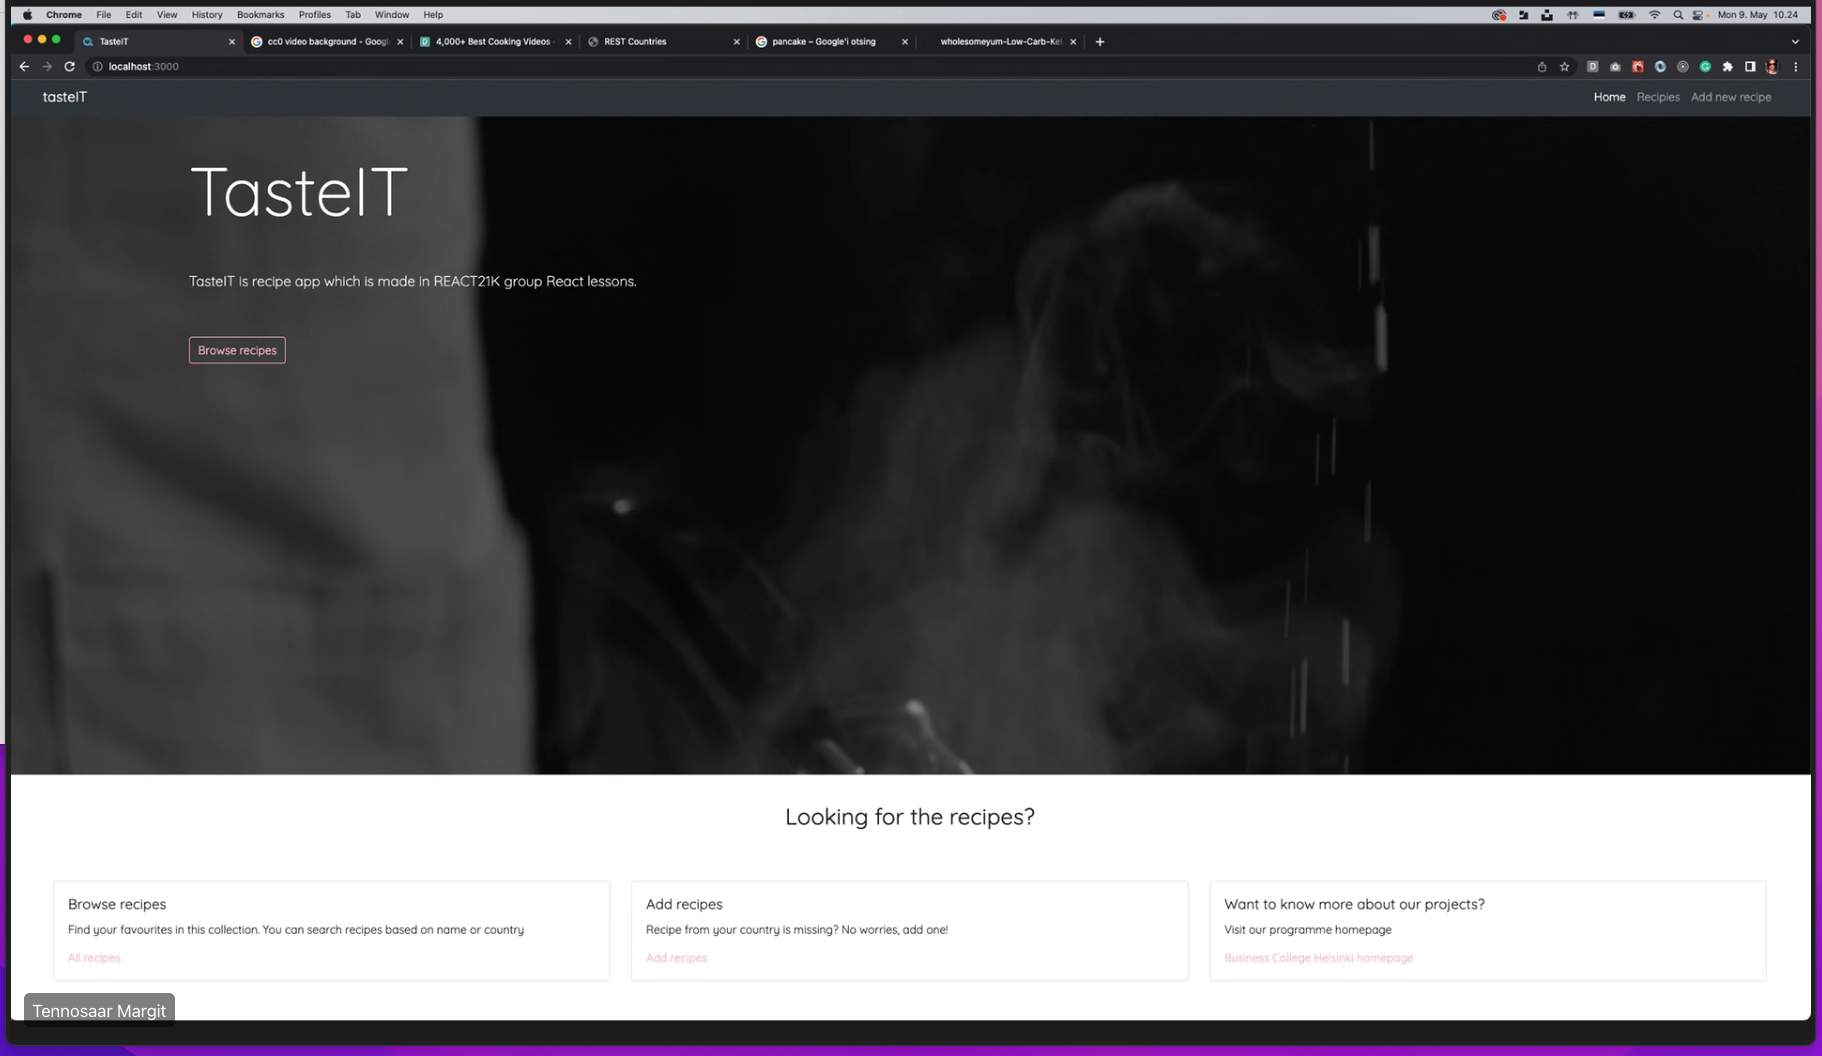 Chrome File Edit View History Bookmarks Profiles Tab Window Help Mon 9. May 10.24
TasteIT cc0 video background - Googl 4,000+ Best Cooking Videos · REST Countries pancake – Google'i otsing wholesomeyum-Low-Carb-Ket
localhost:3000
tasteIT Home Recipies Add new recipe
TasteIT
TasteIT is recipe app which is made in REACT21K group React lessons.
Browse recipes
Looking for the recipes?
Browse recipes
Find your favourites in this collection. You can search recipes based on name or country
All recipes
Add recipes
Recipe from your country is missing? No worries, add one!
Add recipes
Want to know more about our projects?
Visit our programme homepage
Business College Helsinki homepage
Tennosaar Margit